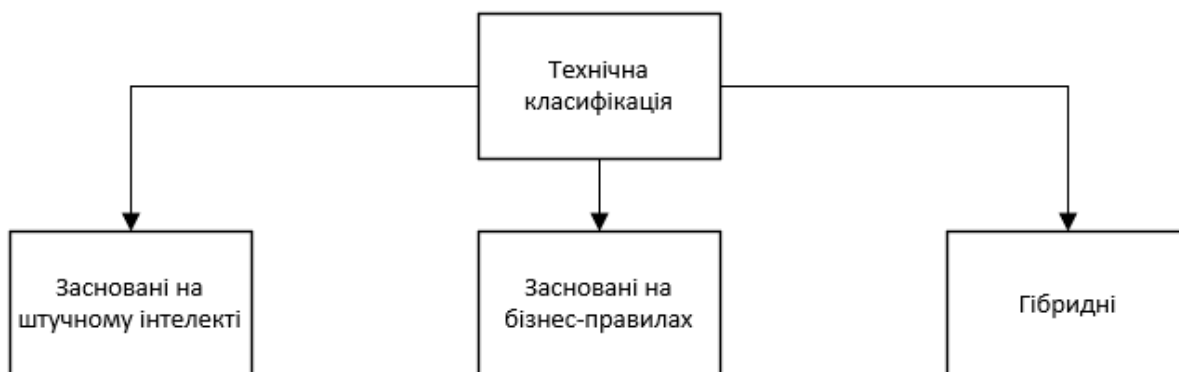 Технічна
класифікація
Засновані на
штучному інтелекті
Засновані на
бізнес-правилах
Гібридні